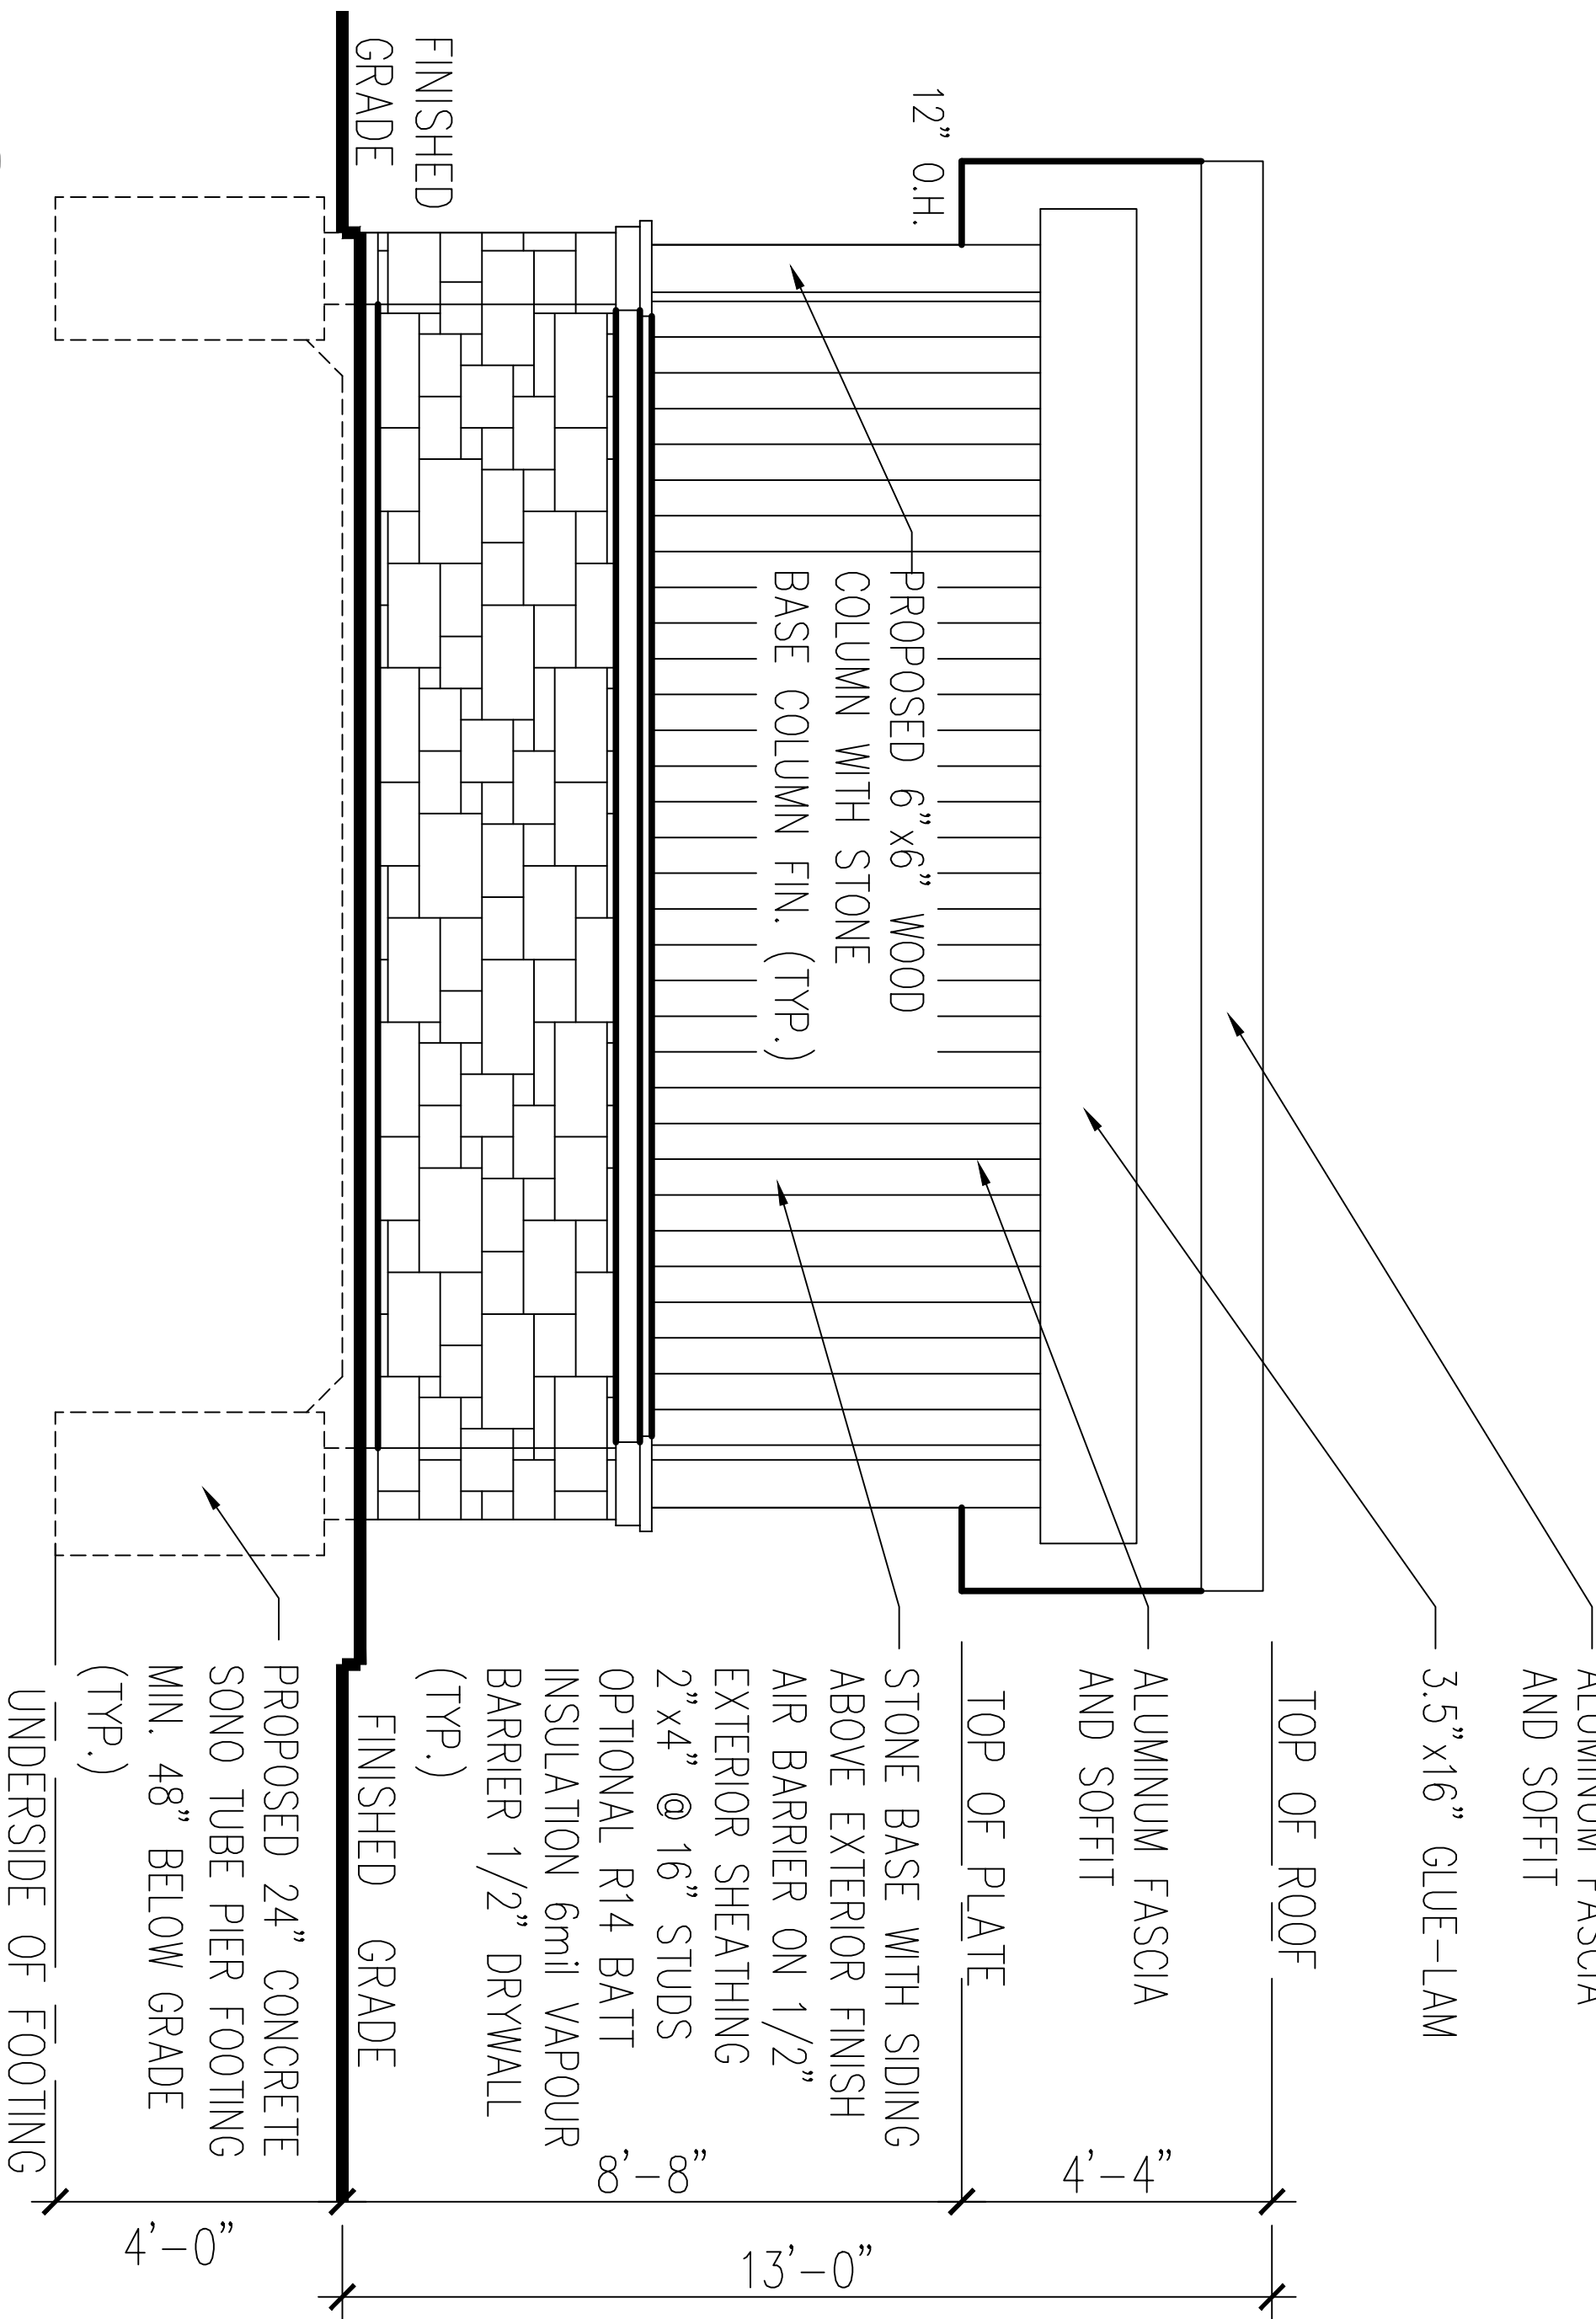 ALUMINUM FASCIA
AND SOFFIT
3.5"x16" GLUE-LAM
TOP OF ROOF
ALUMINUM FASCIA
AND SOFFIT
TOP OF PLATE
12" O.H.
PROPOSED 6"x6" WOOD
COLUMN WITH STONE
BASE COLUMN FIN. (TYP.)
STONE BASE WITH SIDING
ABOVE EXTERIOR FINISH
AIR BARRIER ON 1/2"
EXTERIOR SHEATHING
2"x4" @ 16" STUDS
OPTIONAL R14 BATT
INSULATION 6mil VAPOUR
BARRIER 1/2" DRYWALL
(TYP.)
FINISHED
GRADE
FINISHED GRADE
PROPOSED 24" CONCRETE
SONO TUBE PIER FOOTING
MIN. 48" BELOW GRADE
(TYP.)
UNDERSIDE OF FOOTING
4'-4"
8'-8"
4'-0"
13'-0"